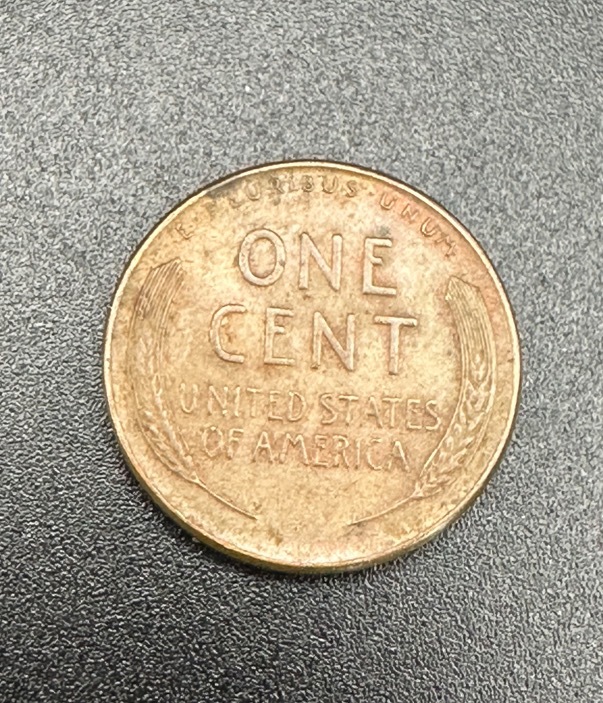 E·PLURIBUS·UNUM
ONE
CENT
UNITED STATES
OF AMERICA